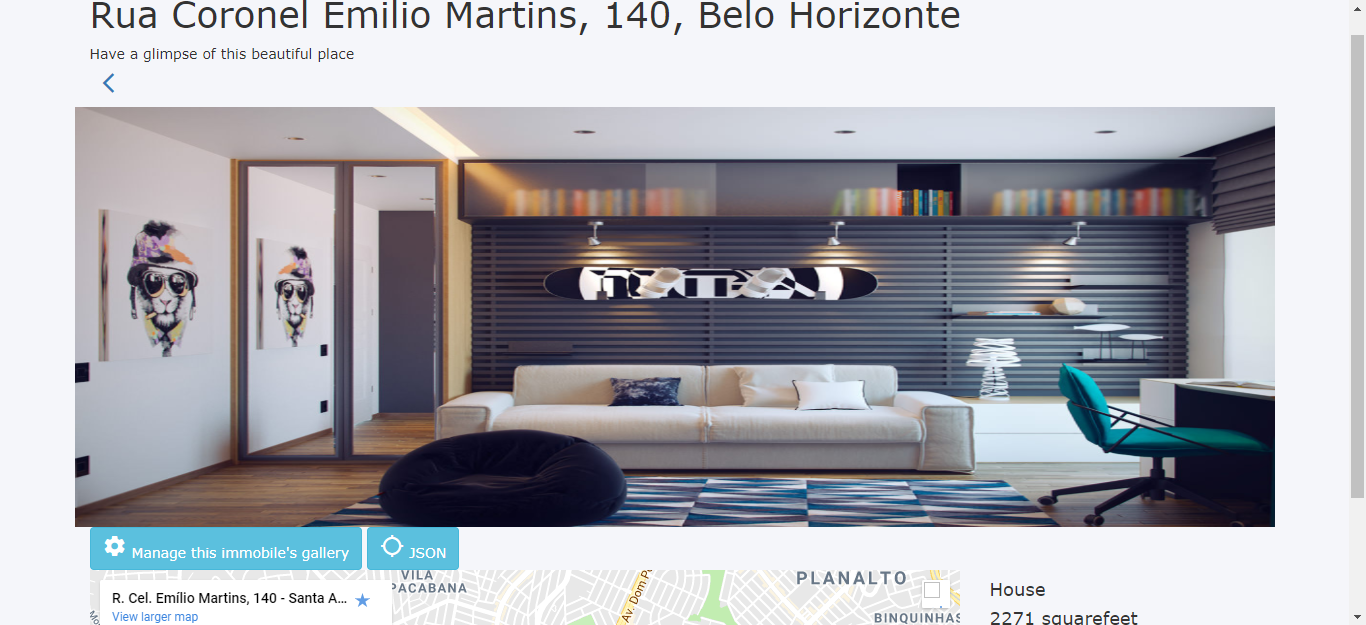 Rua Coronel Emílio Martins, 140, Belo Horizonte
Have a glimpse of this beautiful place
Manage this immobile's gallery
JSON
VILA
PACABANA
Av. Dom
PLANALTO
BINQUINHAS
R. Cel. Emílio Martins, 140 - Santa A...
View larger map
House
2271 squarefeet